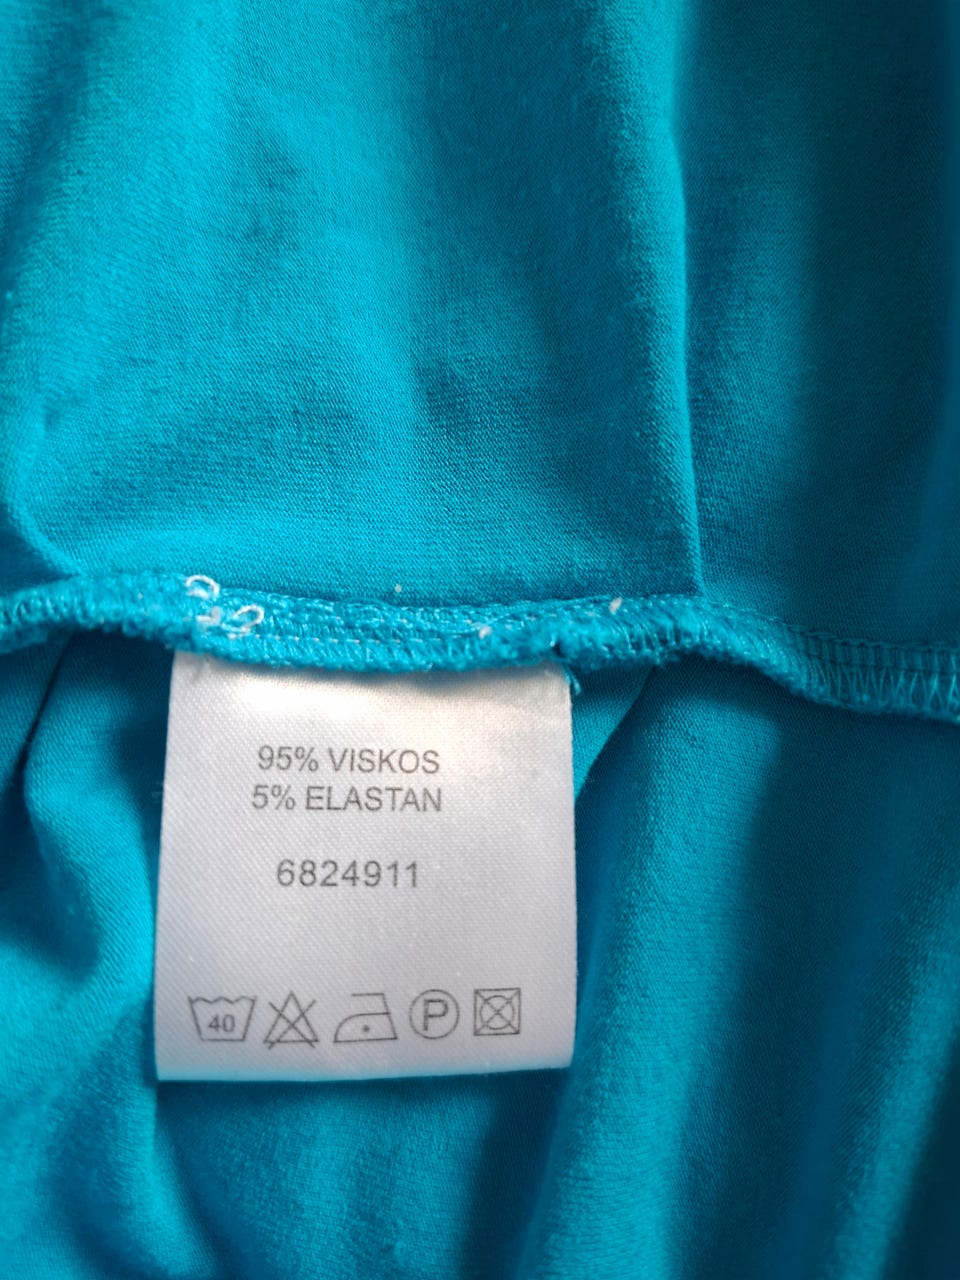 95% VISKOS
5% ELASTAN
6824911
40 P